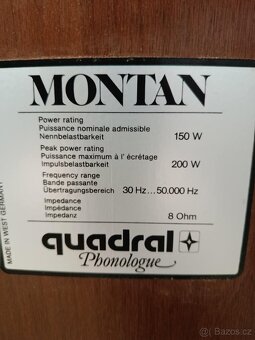 MONTAN
Power rating
Puissance nominale admissible
Nennbelastbarkeit 150 W
Peak power rating
Puissance maximum à l'écrêtage
Impulsbelastbarkeit 200 W
Frequency range
Bande passante
Übertragungsbereich 30 Hz...50.000 Hz
Impedance
Impédance
Impedanz 8 Ohm
quadral
Phonologue
MADE IN WEST GERMANY
sbazar.cz